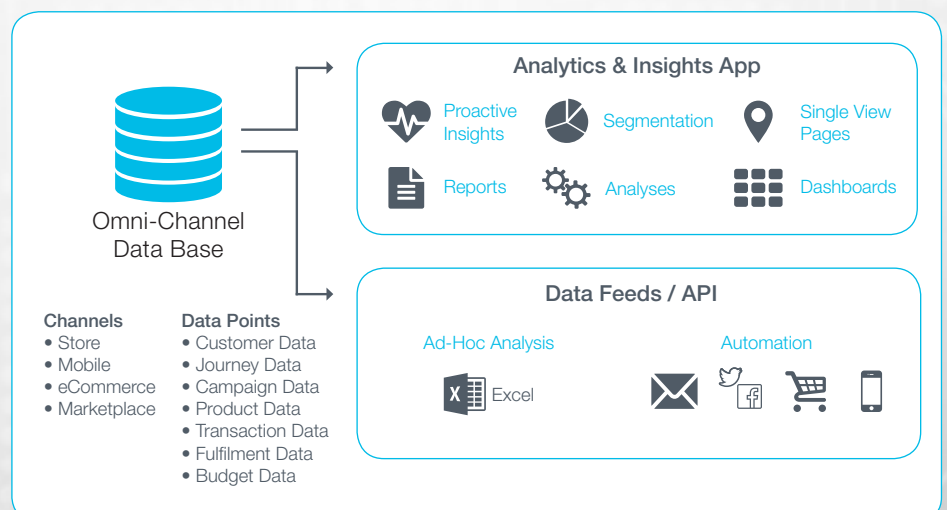 Analytics & Insights App
Proactive
Insights
Segmentation
Single View
Pages
Reports
Analyses
Dashboards
Omni-Channel
Data Base
Channels
• Store
• Mobile
• eCommerce
• Marketplace
Data Points
• Customer Data
• Journey Data
• Campaign Data
• Product Data
• Transaction Data
• Fulfilment Data
• Budget Data
Data Feeds / API
Ad-Hoc Analysis
X Excel
Automation
f